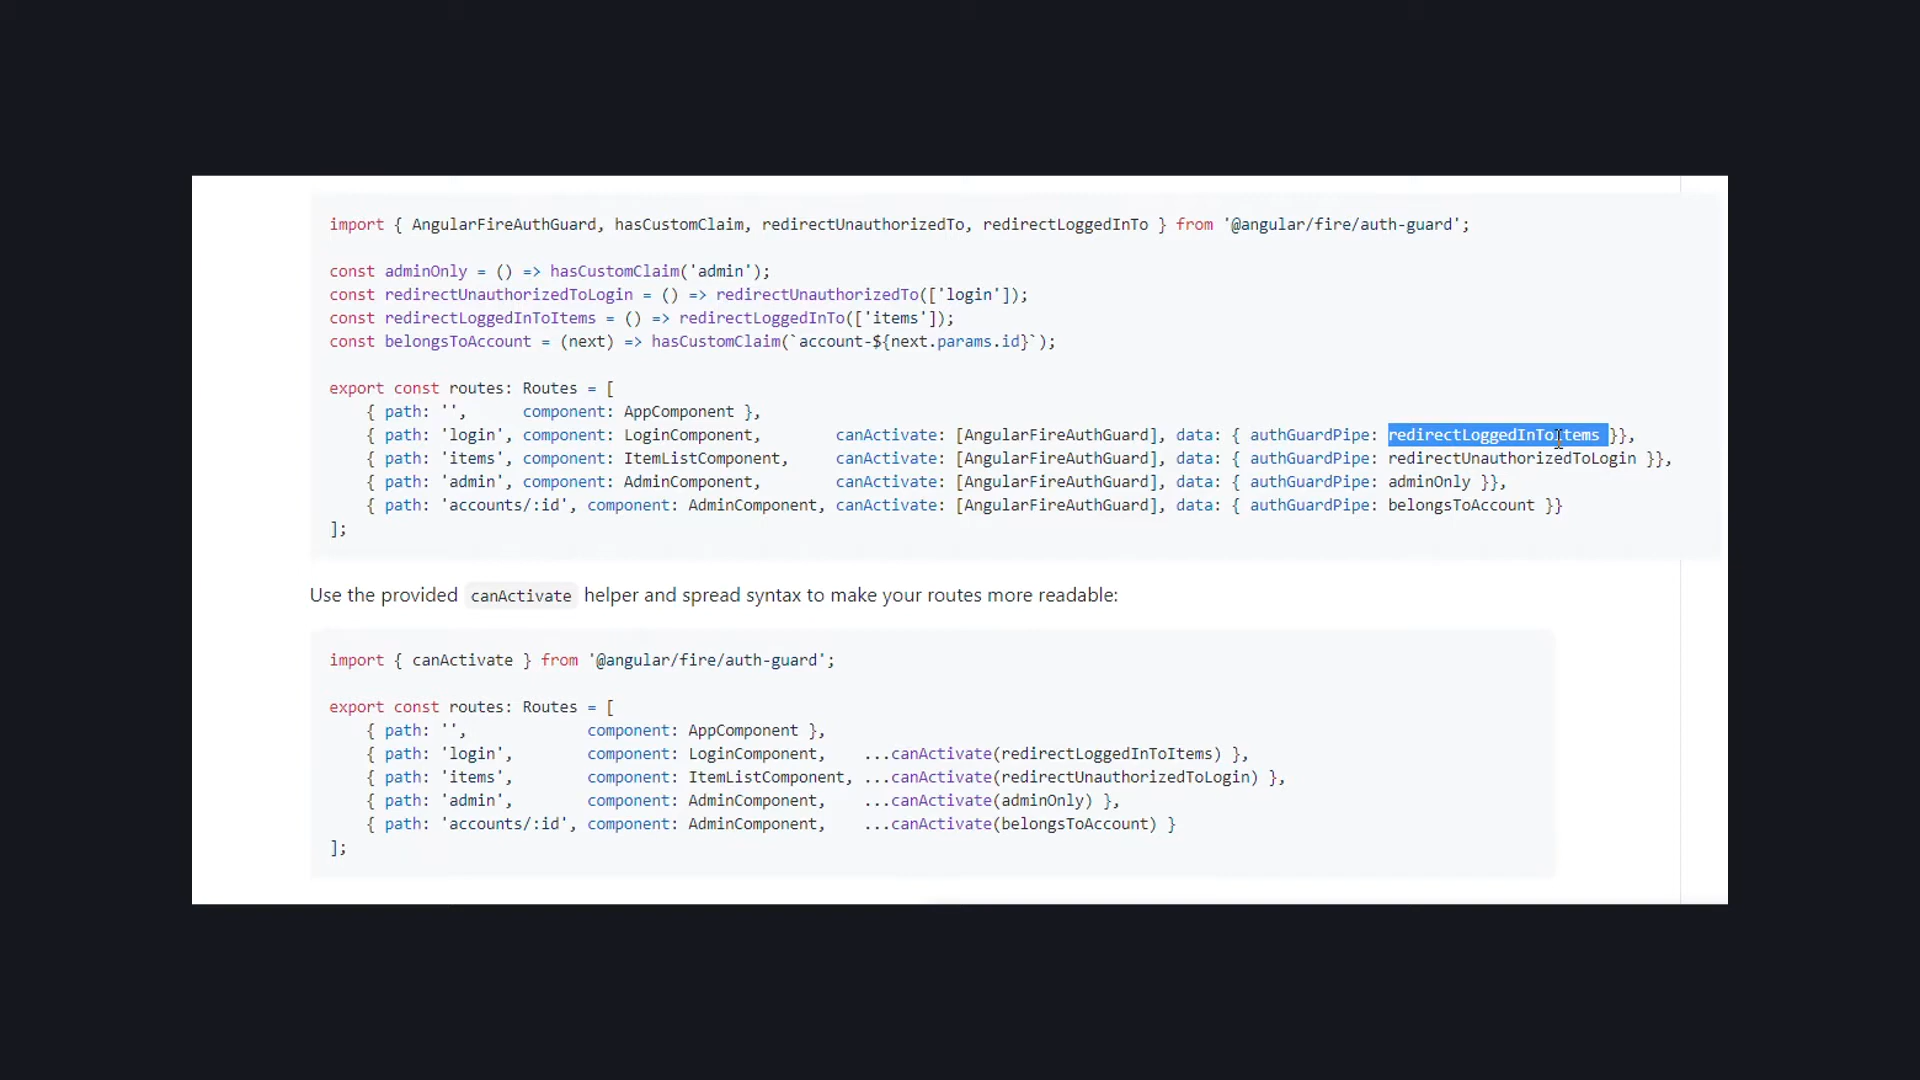 import { AngularFireAuthGuard, hasCustomClaim, redirectUnauthorizedTo, redirectLoggedInTo } from '@angular/fire/auth-guard';
const adminOnly = () => hasCustomClaim('admin');
const redirectUnauthorizedToLogin = () => redirectUnauthorizedTo(['login']);
const redirectLoggedInToItems = () => redirectLoggedInTo(['items']);
const belongsToAccount = (next) => hasCustomClaim(`account-${next.params.id}`);
export const routes: Routes = [
{ path: '', component: AppComponent },
{ path: 'login', component: LoginComponent, canActivate: [AngularFireAuthGuard], data: { authGuardPipe: redirectLoggedInToItems }},
{ path: 'items', component: ItemListComponent, canActivate: [AngularFireAuthGuard], data: { authGuardPipe: redirectUnauthorizedToLogin }},
{ path: 'admin', component: AdminComponent, canActivate: [AngularFireAuthGuard], data: { authGuardPipe: adminOnly }},
{ path: 'accounts/:id', component: AdminComponent, canActivate: [AngularFireAuthGuard], data: { authGuardPipe: belongsToAccount }}
];
Use the provided canActivate helper and spread syntax to make your routes more readable:
import { canActivate } from '@angular/fire/auth-guard';
export const routes: Routes = [
{ path: '', component: AppComponent },
{ path: 'login', component: LoginComponent, ...canActivate(redirectLoggedInToItems) },
{ path: 'items', component: ItemListComponent, ...canActivate(redirectUnauthorizedToLogin) },
{ path: 'admin', component: AdminComponent, ...canActivate(adminOnly) },
{ path: 'accounts/:id', component: AdminComponent, ...canActivate(belongsToAccount) }
];